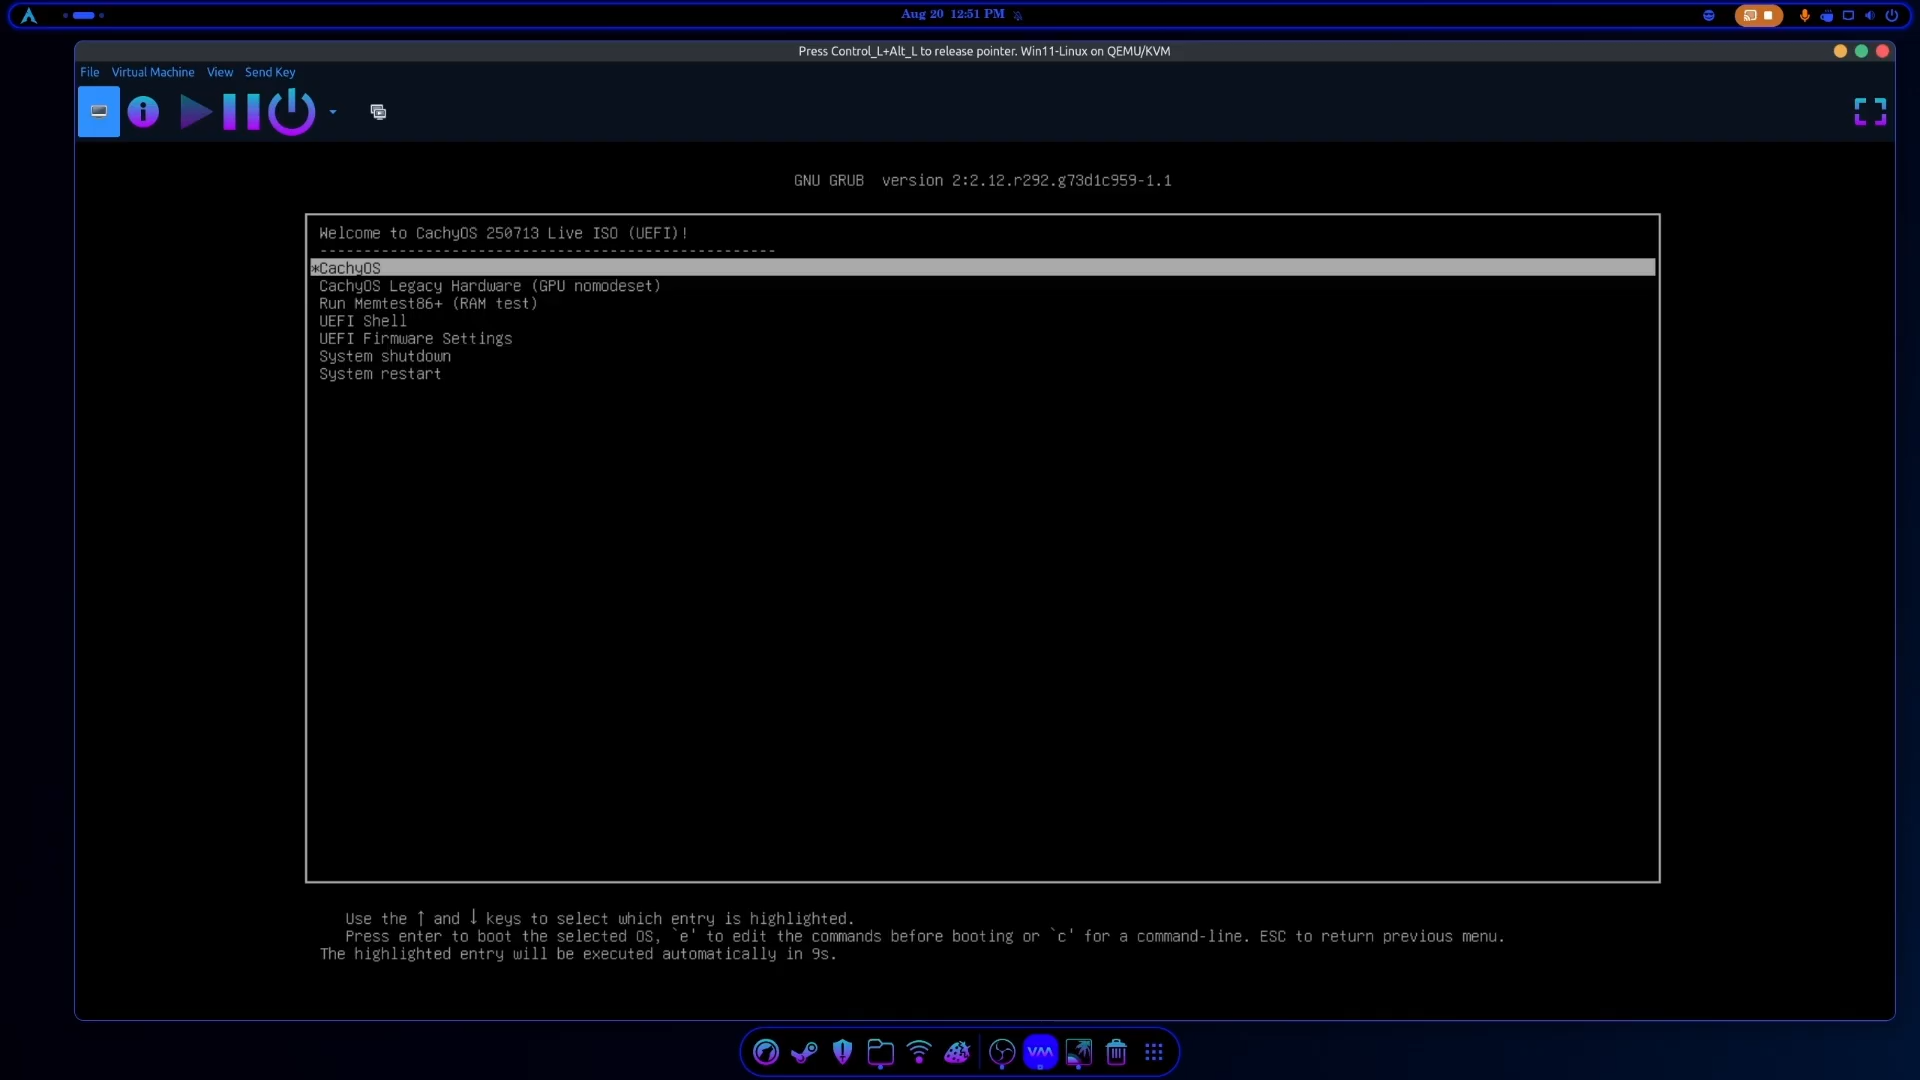 Aug 20 12:51 PM
Press Control_L+Alt_L to release pointer. Win11-Linux on QEMU/KVM
File Virtual Machine View Send Key
GNU GRUB version 2:2.12.r292.g73d1c959-1.1
Welcome to CachyOS 250713 Live ISO (UEFI)!
----------------------------------------------------
*CachyOS
CachyOS Legacy Hardware (GPU nomodeset)
Run Memtest86+ (RAM test)
UEFI Shell
UEFI Firmware Settings
System shutdown
System restart
Use the ↑ and ↓ keys to select which entry is highlighted.
Press enter to boot the selected OS, `e' to edit the commands before booting or `c' for a command-line. ESC to return previous menu.
The highlighted entry will be executed automatically in 9s.
VM